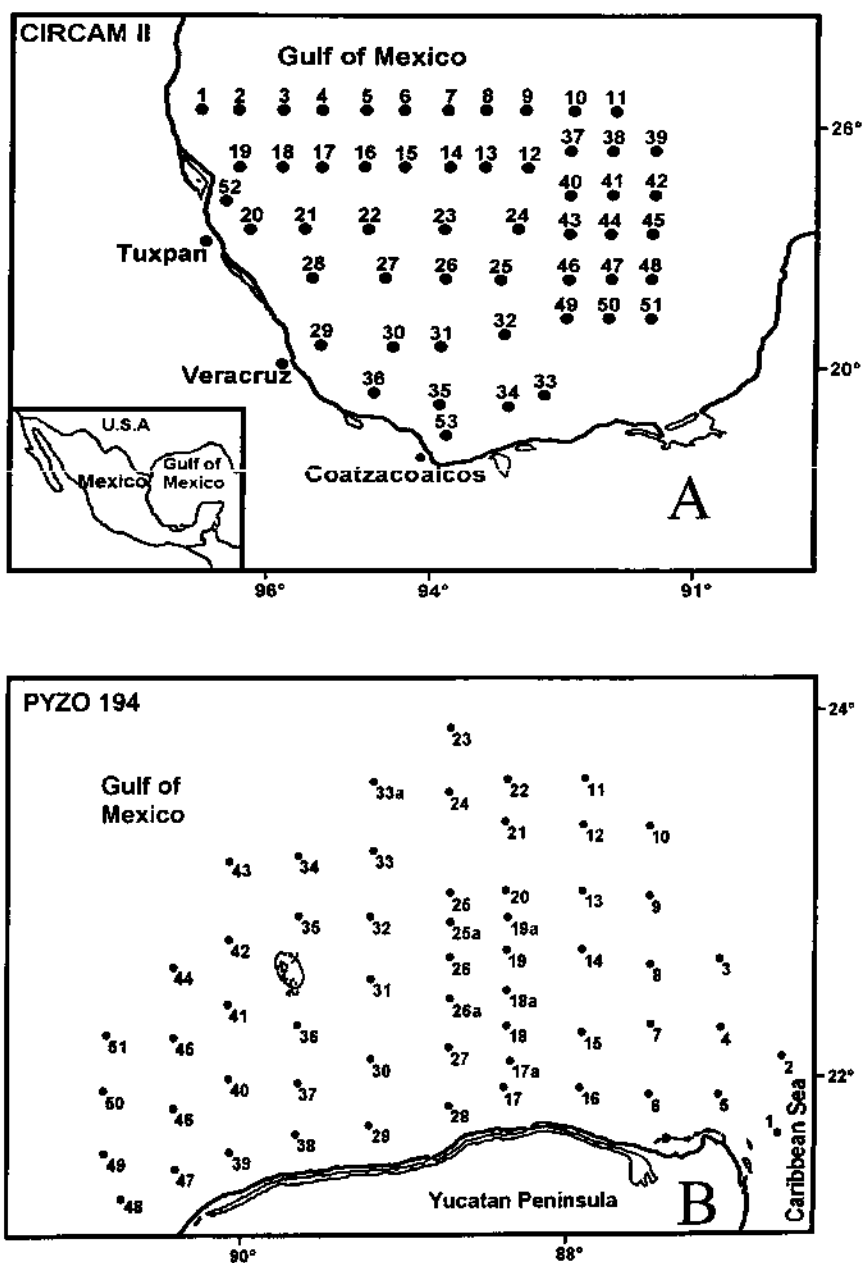 CIRCAM II
Gulf of Mexico
1 2 3 4 5 6 7 8 9 10 11
26°
37 38 39
19 18 17 16 15 14 13 12
52
40 41 42
20 21 22 23 24 43 44 45
Tuxpan
28 27 26 25 46 47 48
49 50 51
29 30 31 32
Veracruz
20°
36 35 34 33
53
U.S.A
Mexico
Gulf of
Mexico
Coatzacoalcos
A
96° 94° 91°
PYZO 194
24°
23
Gulf of
Mexico
33a 24 22 11
21 12 10
43 34 33
25 20 13 9
35 32 25a 19a
42
44 26 19 14 8 3
31
41 26a 18a
51 45 36 18 15 7 4
27
30 17a 2
22°
50 40 37 17 16 6 5
46 28
38 29 1
49 39
47
48
Yucatan Peninsula
Caribbean Sea
B
90° 88°